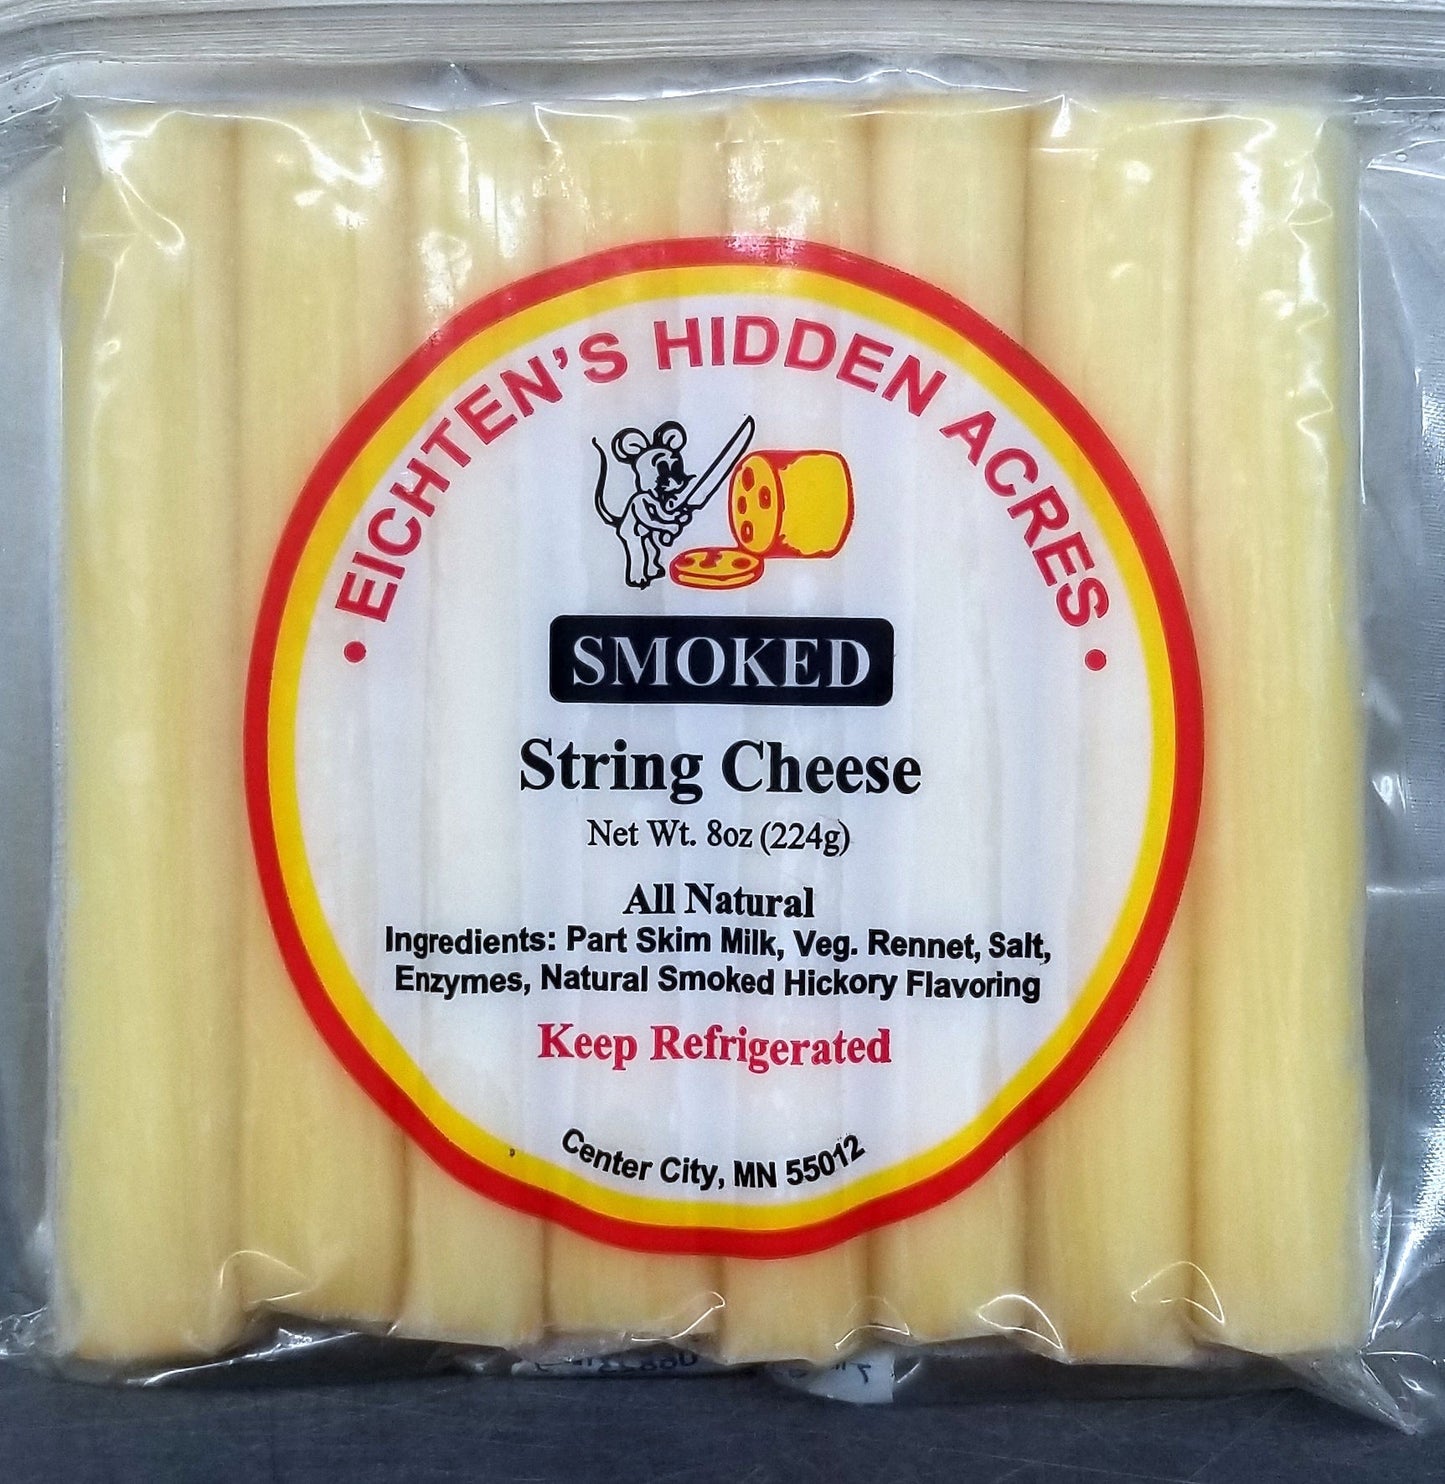 • EICHTEN'S HIDDEN ACRES •
SMOKED
String Cheese
Net Wt. 8oz (224g)
All Natural
Ingredients: Part Skim Milk, Veg. Rennet, Salt,
Enzymes, Natural Smoked Hickory Flavoring
Keep Refrigerated
Center City, MN 55012